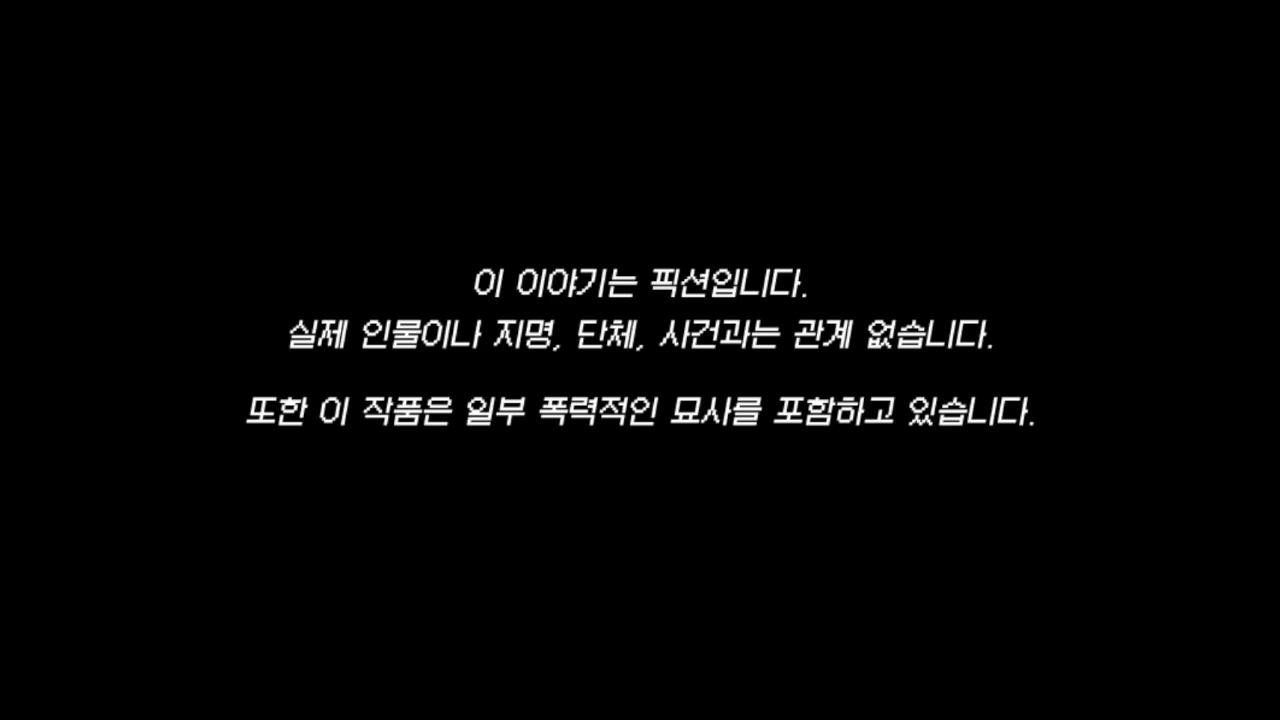 이 이야기는 픽션입니다.
실제 인물이나 지명, 단체, 사건과는 관계 없습니다.
또한 이 작품은 일부 폭력적인 묘사를 포함하고 있습니다.